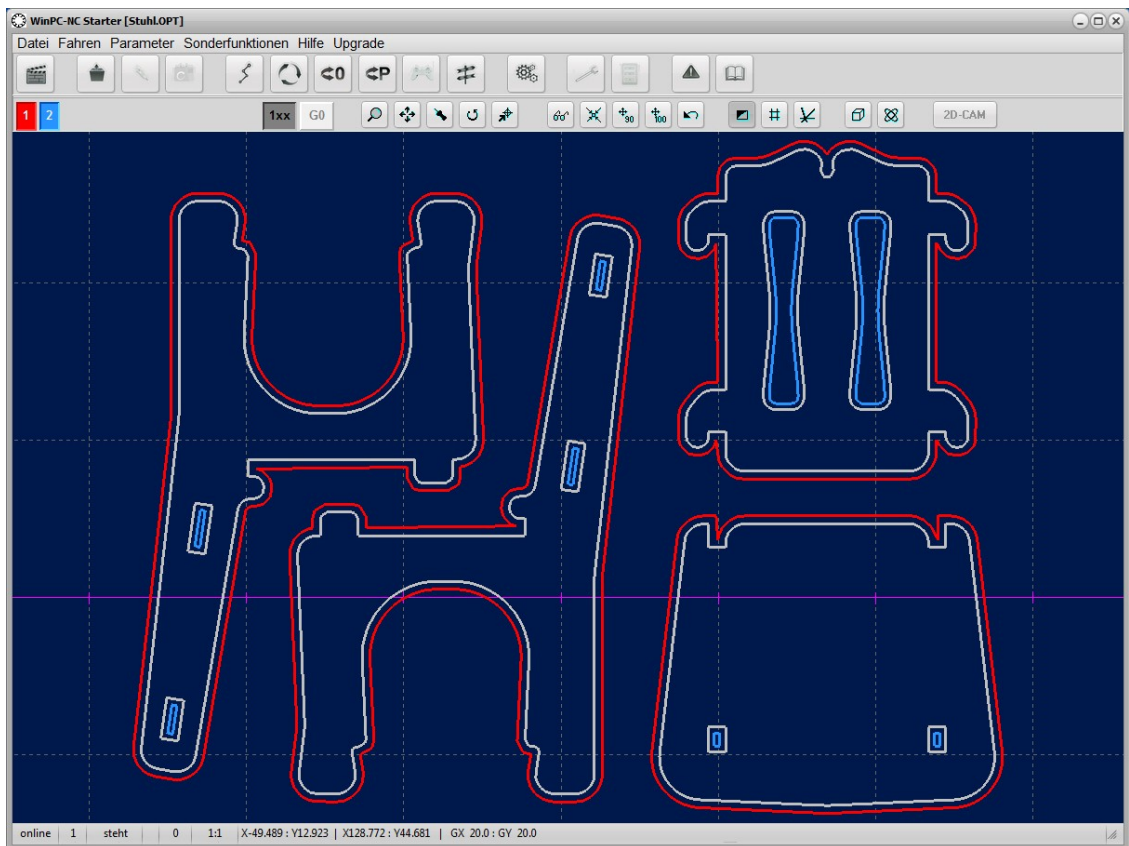 WinPC-NC Starter [Stuhl.OPT]
Datei Fahren Parameter Sonderfunktionen Hilfe Upgrade
0 P
1 2 1xx G0 90 100 2D-CAM
online 1 steht 0 1:1 X-49.489 : Y12.923 | X128.772 : Y44.681 | GX 20.0 : GY 20.0